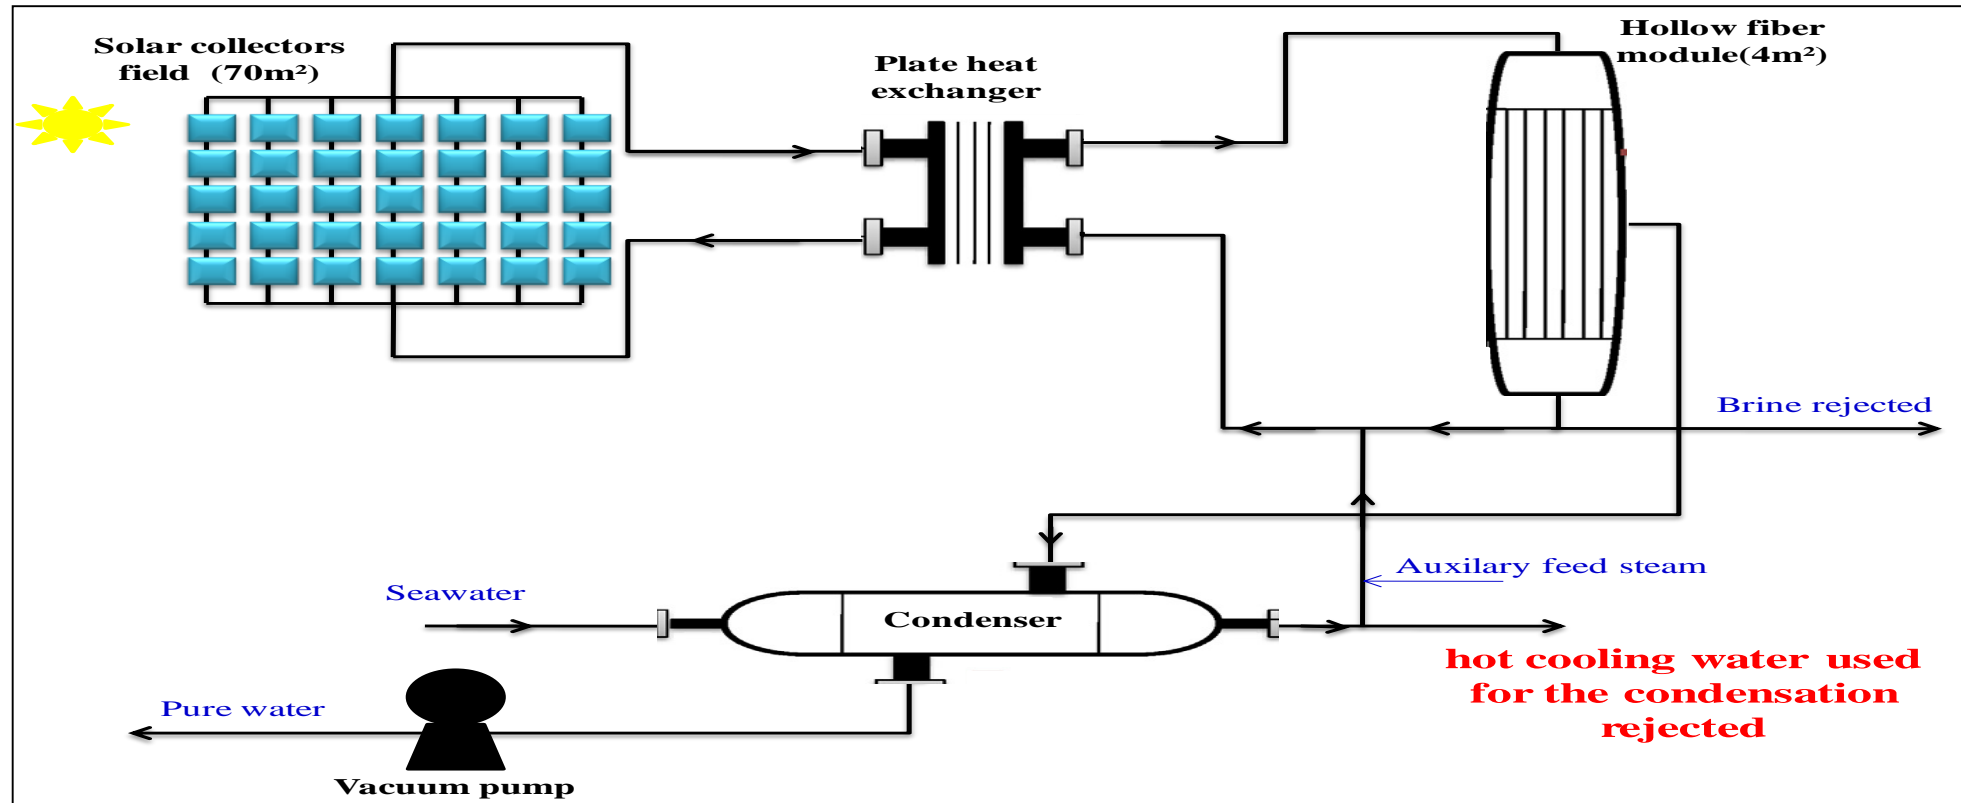 Solar collectors
field (70m²)
Plate heat
exchanger
Hollow fiber
module(4m²)
Brine rejected
Auxilary feed steam
Seawater
Condenser
hot cooling water used
for the condensation
rejected
Pure water
Vacuum pump